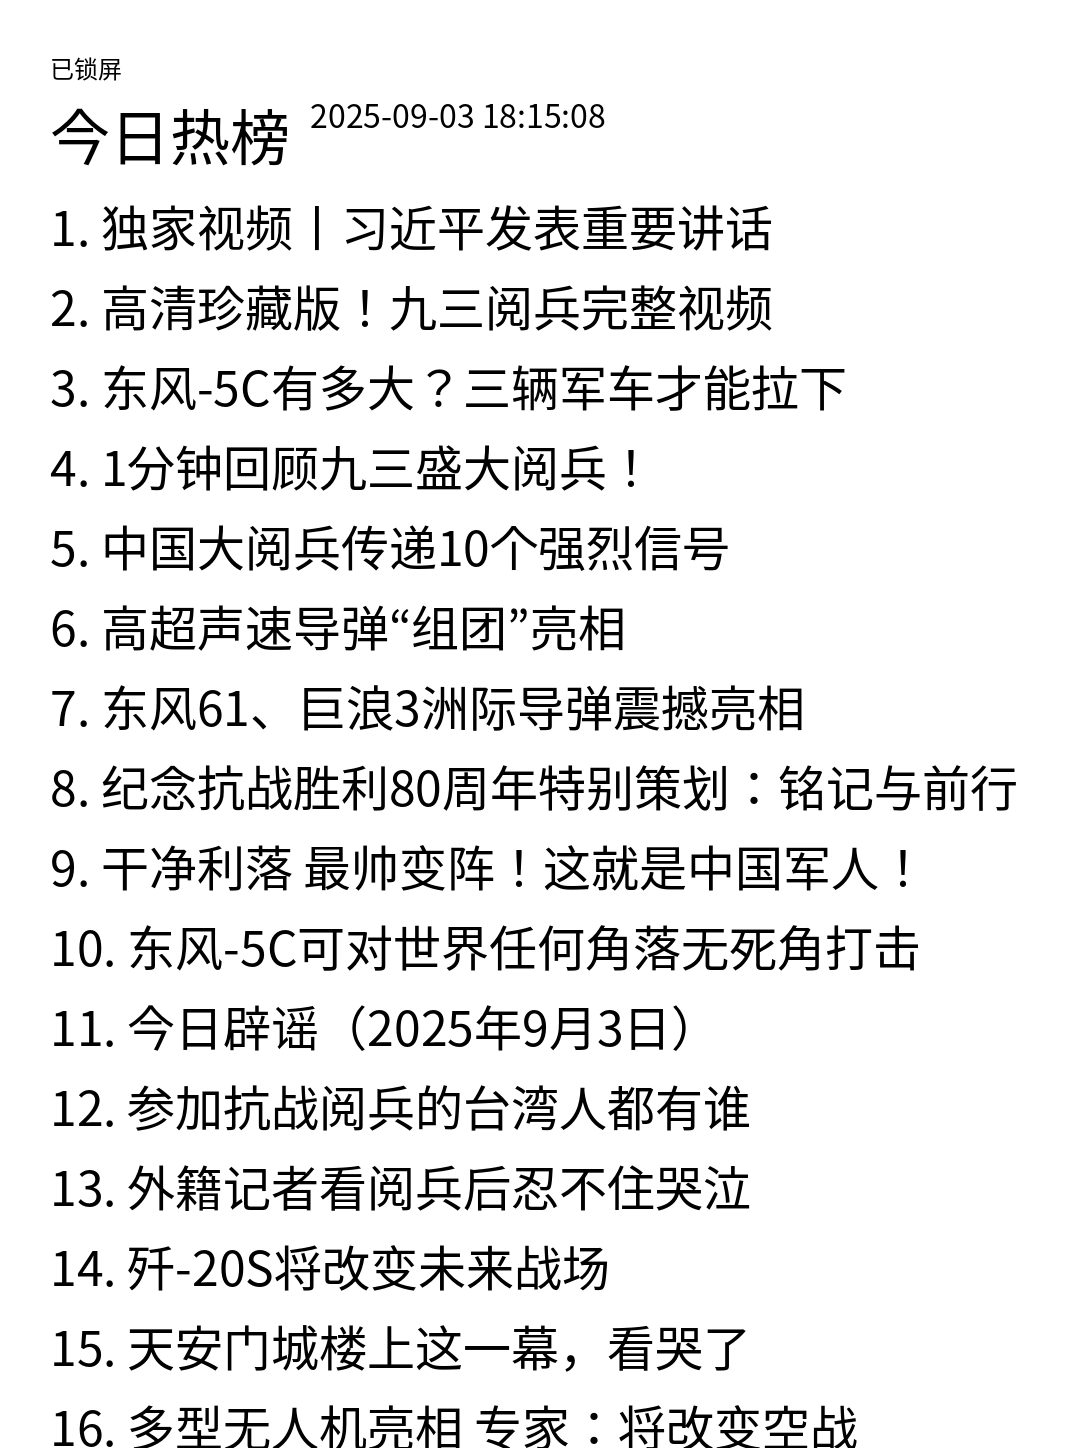 已锁屏
今日热榜 2025-09-03 18:15:08
1. 独家视频丨习近平发表重要讲话
2. 高清珍藏版！九三阅兵完整视频
3. 东风-5C有多大？三辆军车才能拉下
4. 1分钟回顾九三盛大阅兵！
5. 中国大阅兵传递10个强烈信号
6. 高超声速导弹“组团”亮相
7. 东风61、巨浪3洲际导弹震撼亮相
8. 纪念抗战胜利80周年特别策划：铭记与前行
9. 干净利落 最帅变阵！这就是中国军人！
10. 东风-5C可对世界任何角落无死角打击
11. 今日辟谣（2025年9月3日）
12. 参加抗战阅兵的台湾人都有谁
13. 外籍记者看阅兵后忍不住哭泣
14. 歼-20S将改变未来战场
15. 天安门城楼上这一幕，看哭了
16. 多型无人机亮相 专家：将改变空战